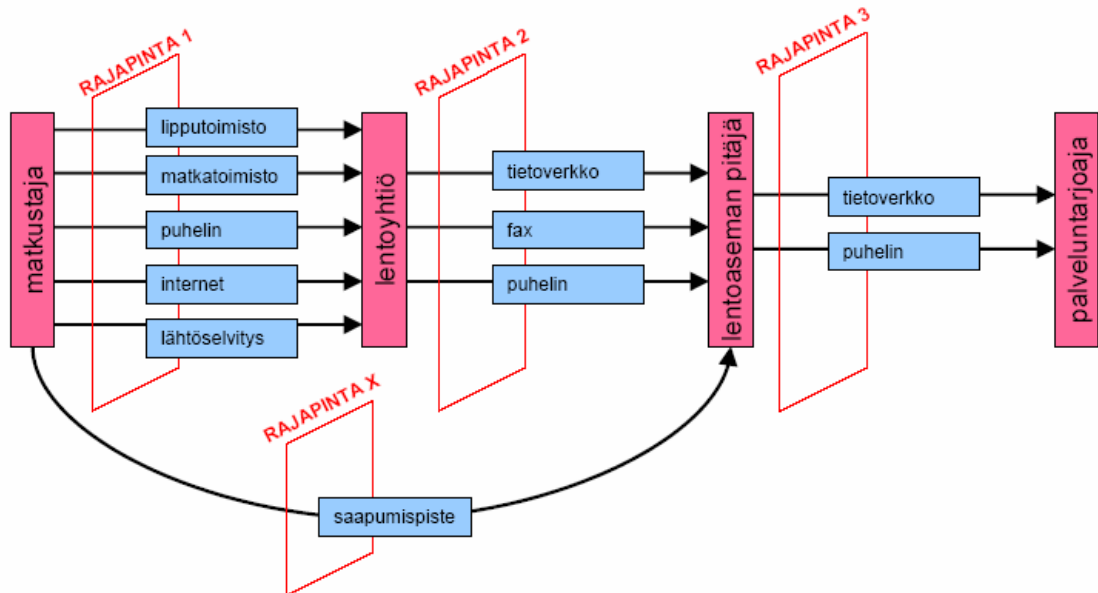 RAJAPINTA 1
RAJAPINTA 2
RAJAPINTA 3
matkustaja
lipputoimisto
matkatoimisto
puhelin
internet
lähtöselvitys
lentoyhtiö
tietoverkko
fax
puhelin
lentoaseman pitäjä
tietoverkko
puhelin
palveluntarjoaja
RAJAPINTA X
saapumispiste